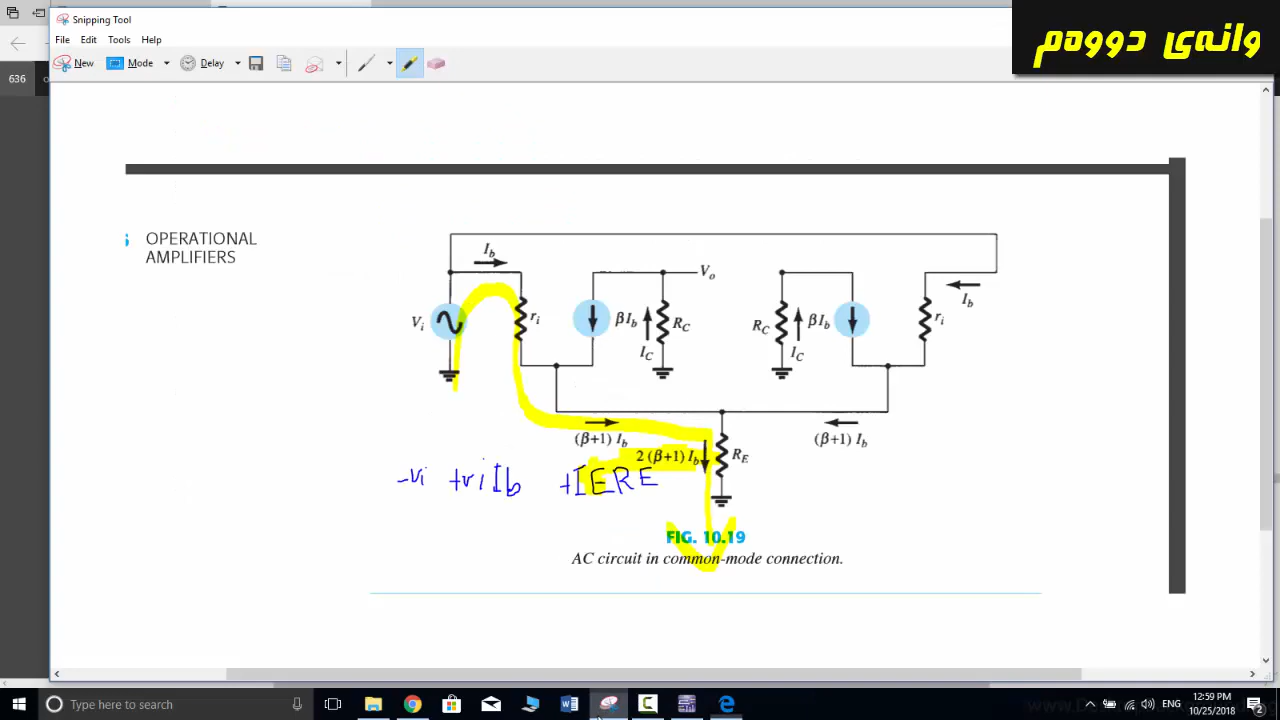 Snipping Tool
وانەی دووەم
File Edit Tools Help
New Mode Delay
636
OPERATIONAL
AMPLIFIERS
Ib
Vo
Vi ri βIb RC RC βIb ri Ib
IC IC
(β+1) Ib (β+1) Ib
2 (β+1) Ib RE
-vi +riIb +IERE
FIG. 10.19
AC circuit in common-mode connection.
Type here to search
ENG
12:59 PM
10/25/2018